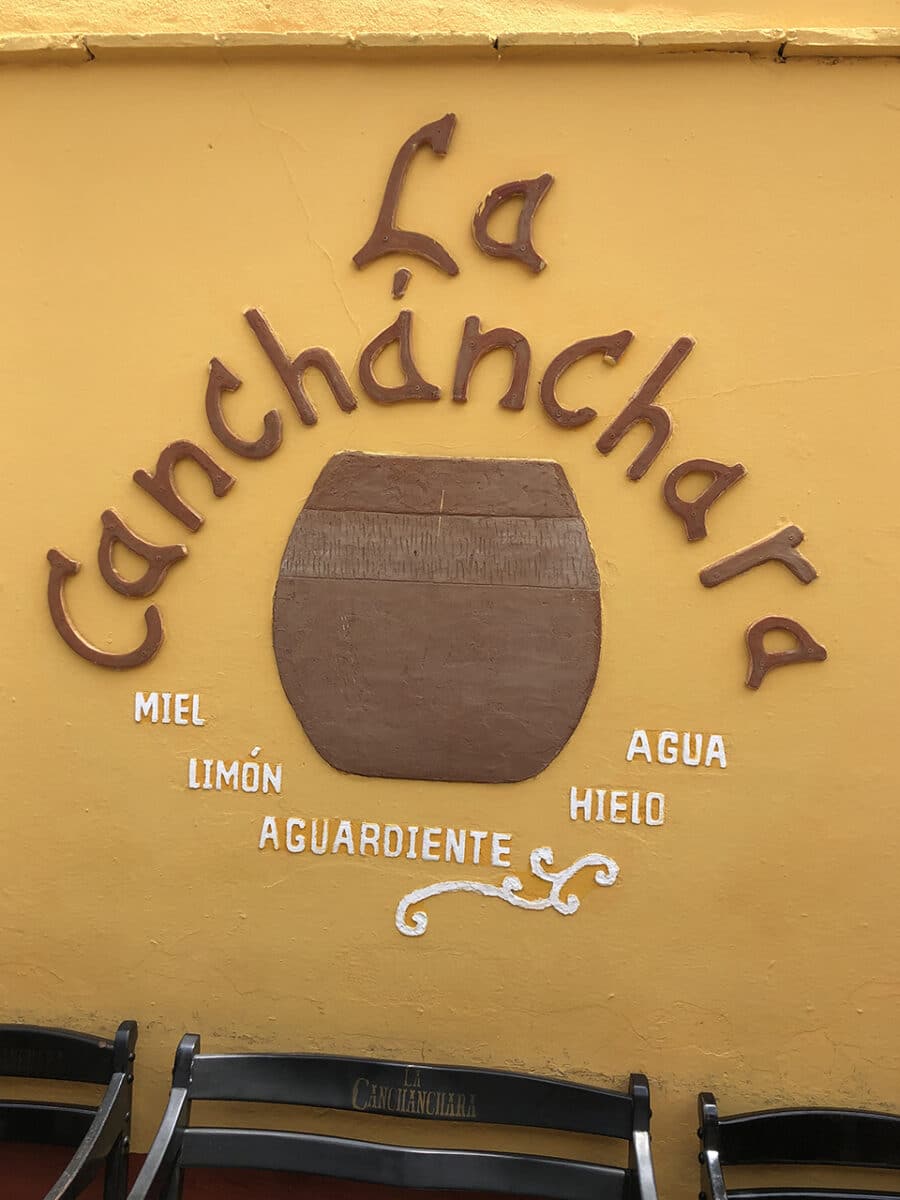 La
Canchánchara
MIEL
LIMÓN
AGUARDIENTE
AGUA
HIELO
LA
CANCHANCHARA